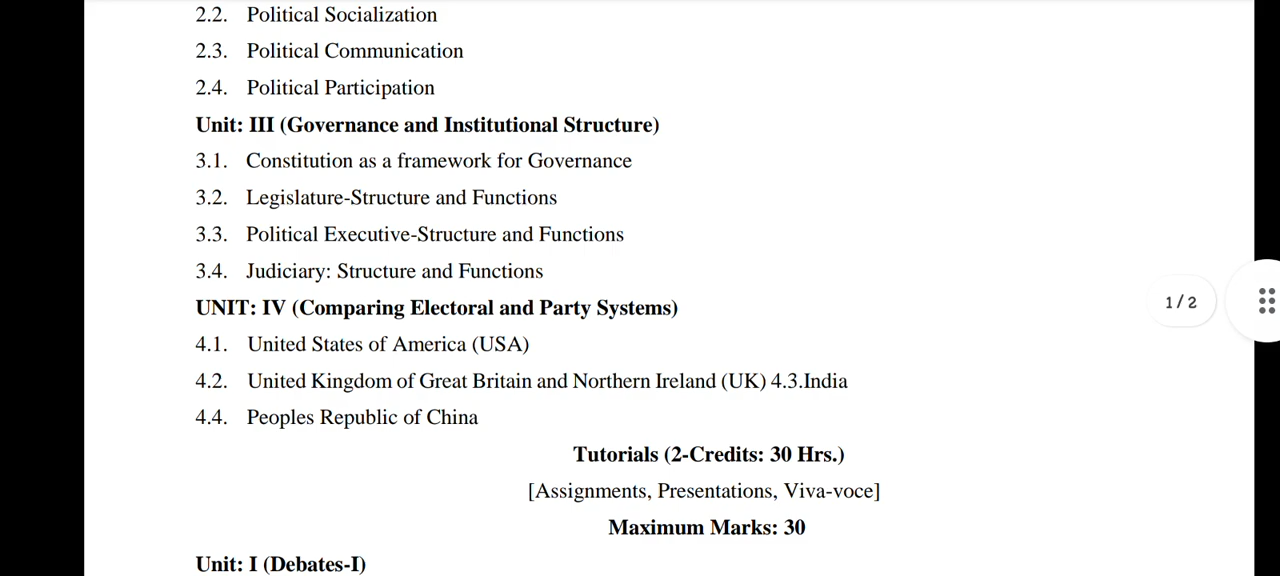 2.2. Political Socialization
2.3. Political Communication
2.4. Political Participation
Unit: III (Governance and Institutional Structure)
3.1. Constitution as a framework for Governance
3.2. Legislature-Structure and Functions
3.3. Political Executive-Structure and Functions
3.4. Judiciary: Structure and Functions
UNIT: IV (Comparing Electoral and Party Systems)
1/2
4.1. United States of America (USA)
4.2. United Kingdom of Great Britain and Northern Ireland (UK) 4.3.India
4.4. Peoples Republic of China
Tutorials (2-Credits: 30 Hrs.)
[Assignments, Presentations, Viva-voce]
Maximum Marks: 30
Unit: I (Debates-I)